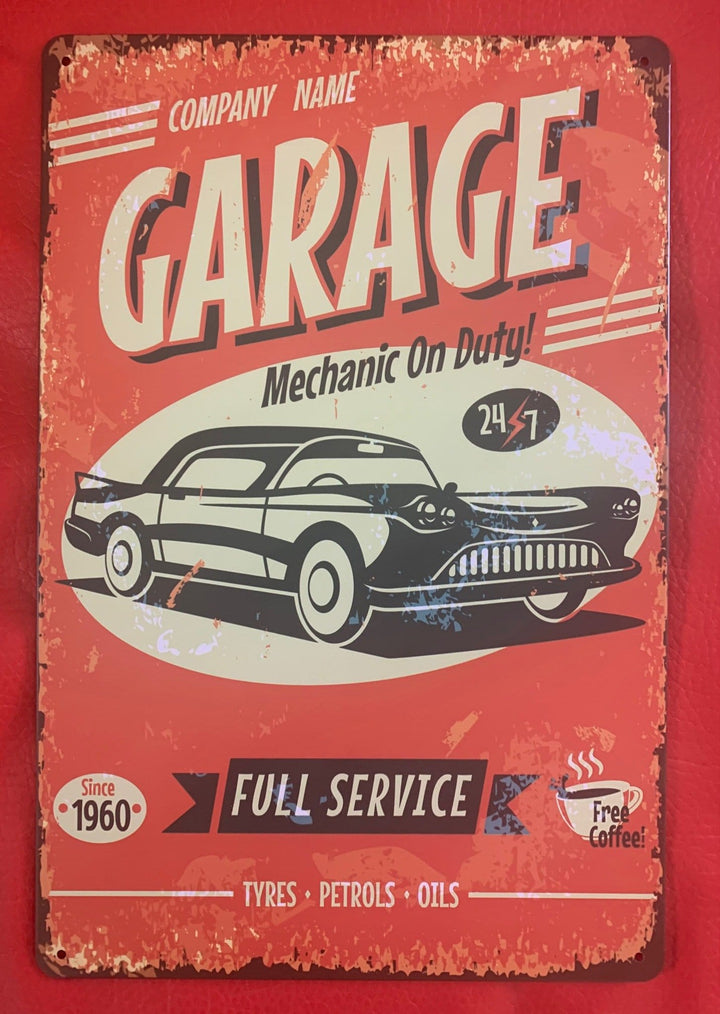 COMPANY NAME
GARAGE
Mechanic On Duty!
24 7
FULL SERVICE
Since
1960
Free
Coffee!
TYRES • PETROLS • OILS